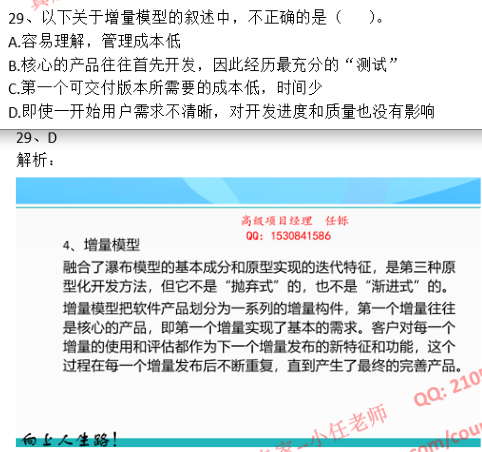 29、以下关于增量模型的叙述中，不正确的是（　　）。
A.容易理解，管理成本低
B.核心的产品往往首先开发，因此经历最充分的“测试”
C.第一个可交付版本所需要的成本低，时间少
D.即使一开始用户需求不清晰，对开发进度和质量也没有影响
29、D
解析：
高级项目经理　任铄
QQ：1530841586
4、增量模型
融合了瀑布模型的基本成分和原型实现的迭代特征，是第三种原
型化开发方法，但它不是“抛弃式”的，也不是“渐进式”的。
增量模型把软件产品划分为一系列的增量构件，第一个增量往往
是核心的产品，即第一个增量实现了基本的需求。客户对每一个
增量的使用和评估都作为下一个增量发布的新特征和功能，这个
过程在每一个增量发布后不断重复，直到产生了最终的完善产品。
QQ: 210
小任老师
向上人生路！
om/cou